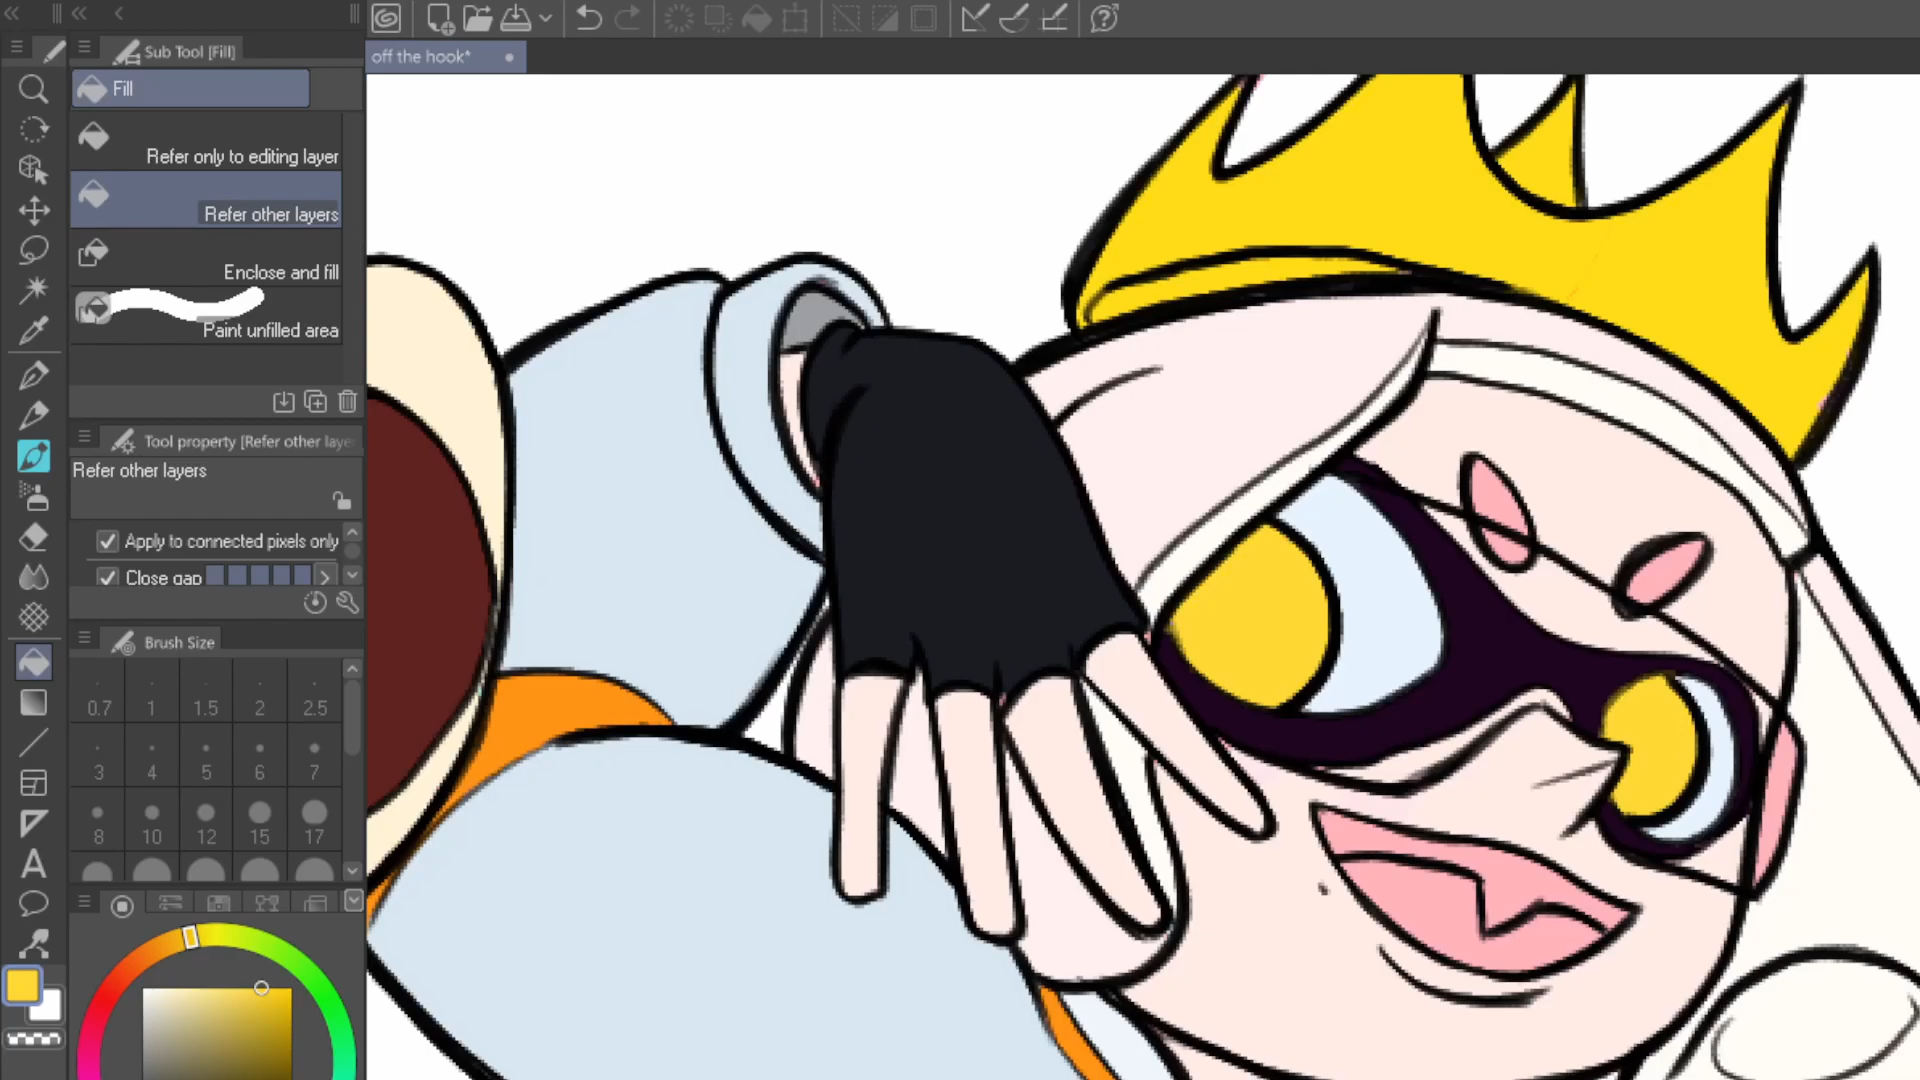 off the hook*
Sub Tool [Fill]
Fill
Refer only to editing layer
Refer other layers
Enclose and fill
Paint unfilled area
Tool property [Refer other laye
Refer other layers
Apply to connected pixels only
Close gap
Brush Size
0.7 1 1.5 2 2.5
3 4 5 6 7
8 10 12 15 17